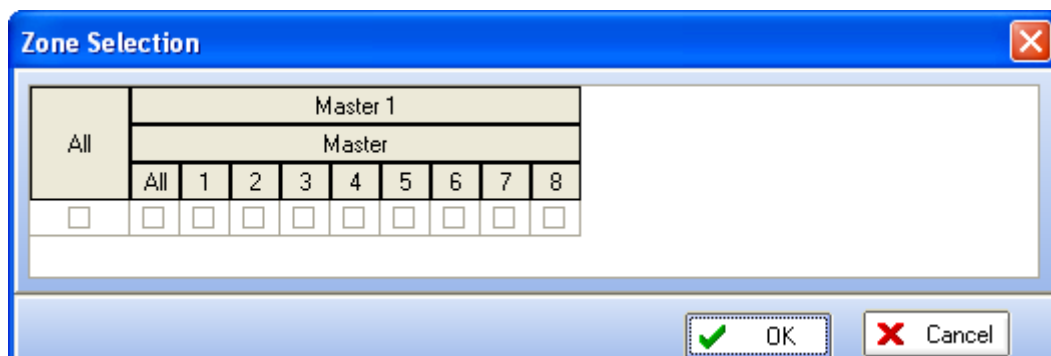 Zone Selection
All
Master 1
Master
All 1 2 3 4 5 6 7 8
OK Cancel